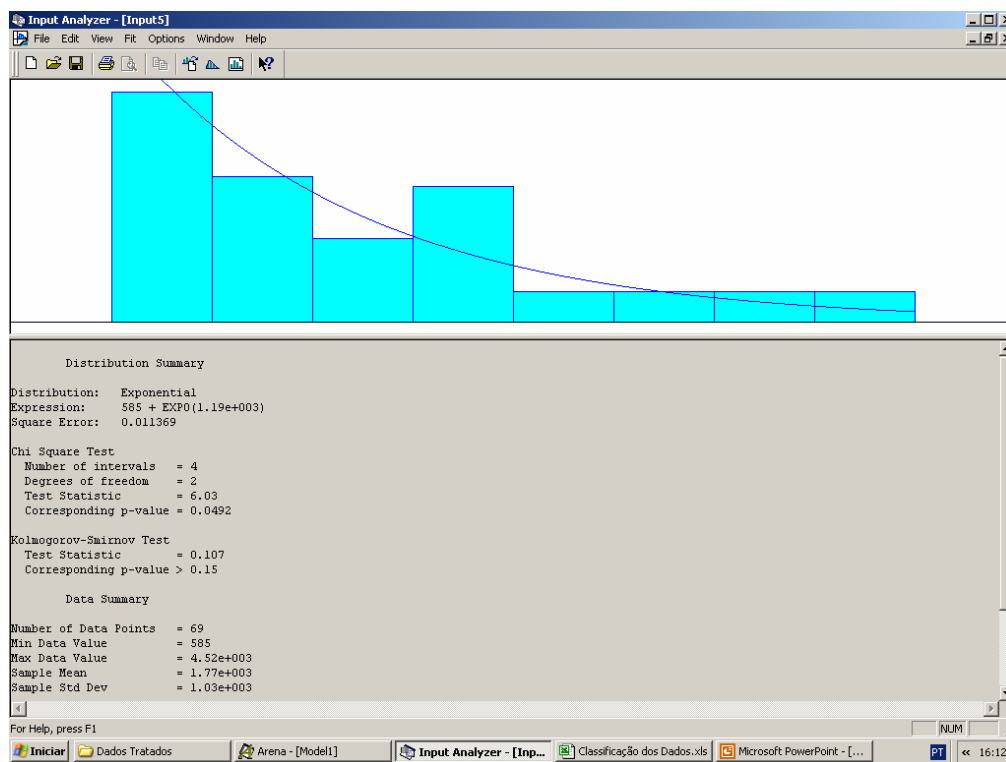 Input Analyzer - [Input5]
File Edit View Fit Options Window Help
Distribution Summary
Distribution: Exponential
Expression: 585 + EXPO(1.19e+003)
Square Error: 0.011369
Chi Square Test
Number of intervals = 4
Degrees of freedom = 2
Test Statistic = 6.03
Corresponding p-value = 0.0492
Kolmogorov-Smirnov Test
Test Statistic = 0.107
Corresponding p-value > 0.15
Data Summary
Number of Data Points = 69
Min Data Value = 585
Max Data Value = 4.52e+003
Sample Mean = 1.77e+003
Sample Std Dev = 1.03e+003
For Help, press F1 NUM
Iniciar Dados Tratados Arena - [Model1] Input Analyzer - [Inp... Classificação dos Dados.xls Microsoft PowerPoint - [... PT « 16:12